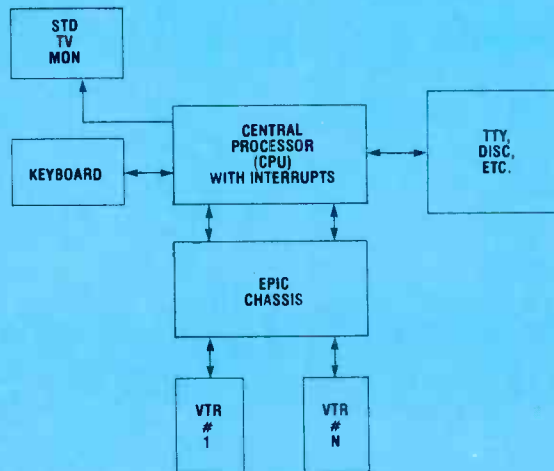 STD
TV
MON
CENTRAL
PROCESSOR
(CPU)
WITH INTERRUPTS
TTY,
DISC,
ETC.
KEYBOARD
EPIC
CHASSIS
VTR
#
1
VTR
#
N